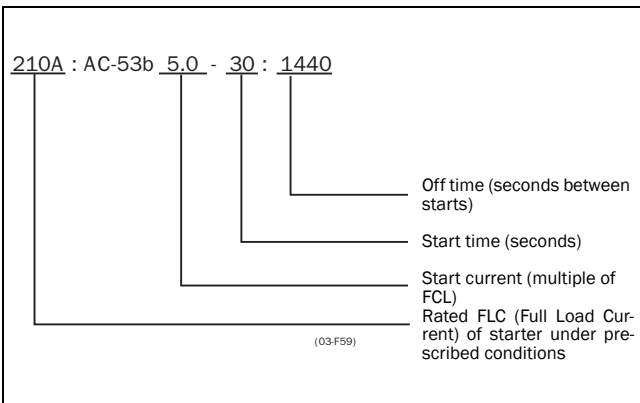 210A : AC-53b 5.0 - 30 : 1440
Off time (seconds between
starts)
Start time (seconds)
Start current (multiple of
FCL)
Rated FLC (Full Load Cur-
rent) of starter under pre-
scribed conditions
(03-F59)